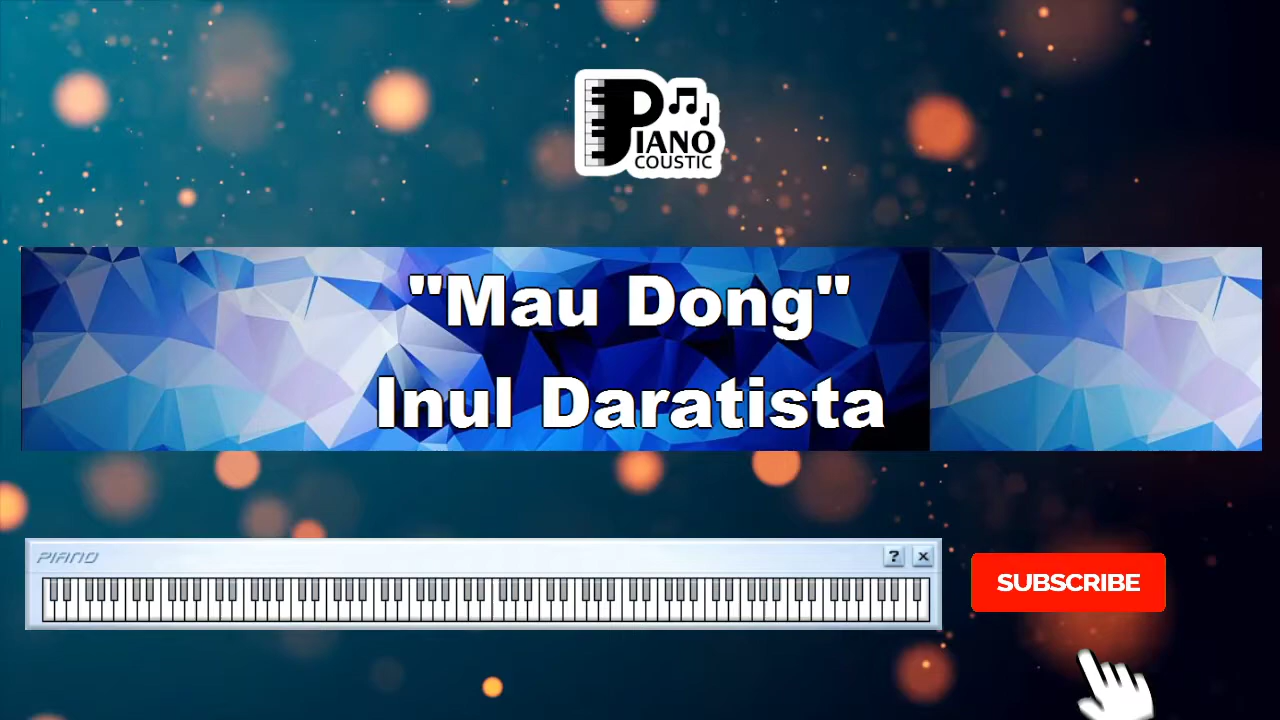 PIANO
COUSTIC
"Mau Dong"
Inul Daratista
PIANO
? ×
SUBSCRIBE